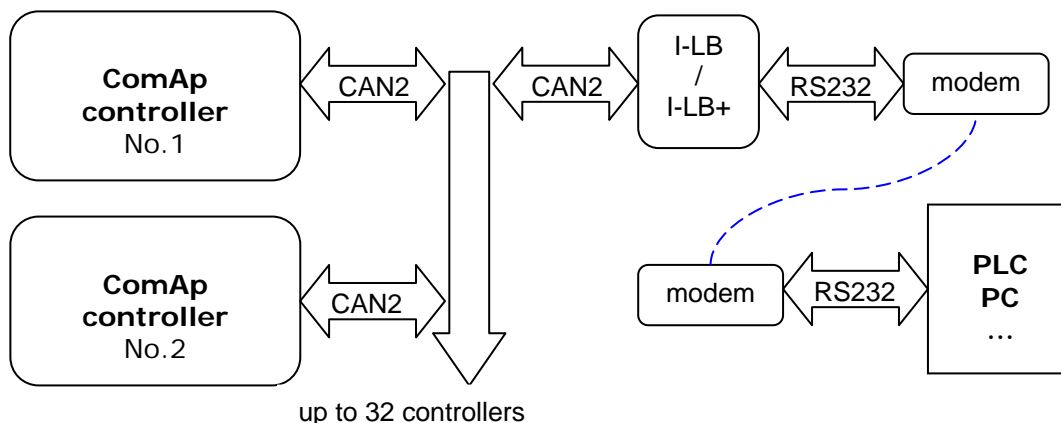 ComAp
controller
No.1
CAN2
CAN2
I-LB
/
I-LB+
RS232
modem
ComAp
controller
No.2
CAN2
modem
RS232
PLC
PC
...
up to 32 controllers